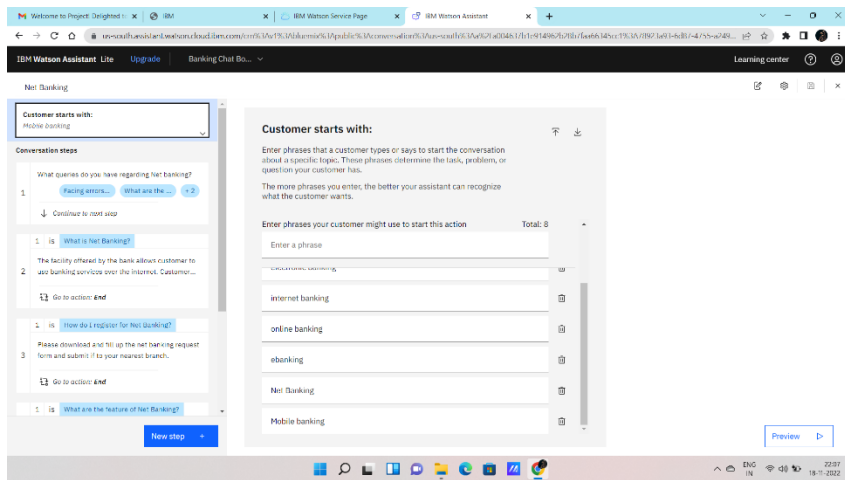 Welcome to Project! Delighted t
IBM
IBM Watson Service Page
IBM Watson Assistant
IBM Watson Assistant Lite
Upgrade
Banking Chat Bo...
Learning center
Net Banking
Customer starts with:
Mobile banking
Conversation steps
1
What queries do you have regarding Net banking?
Facing errors...
What are the ...
+ 2
Continue to next step
1 is What is Net Banking?
2
The facility offered by the bank allows customer to
use banking services over the internet. Customer...
Go to action: End
1 is How do I register for Net Banking?
3
Please download and fill up the net banking request
form and submit it to your nearest branch.
Go to action: End
1 is What are the feature of Net Banking?
New step +
Customer starts with:
Enter phrases that a customer types or says to start the conversation
about a specific topic. These phrases determine the task, problem, or
question your customer has.
The more phrases you enter, the better your assistant can recognize
what the customer wants.
Enter phrases your customer might use to start this action
Total: 8
Enter a phrase
Electronic banking
internet banking
online banking
ebanking
Net Banking
Mobile banking
Preview
ENG
IN
22:07
18-11-2022